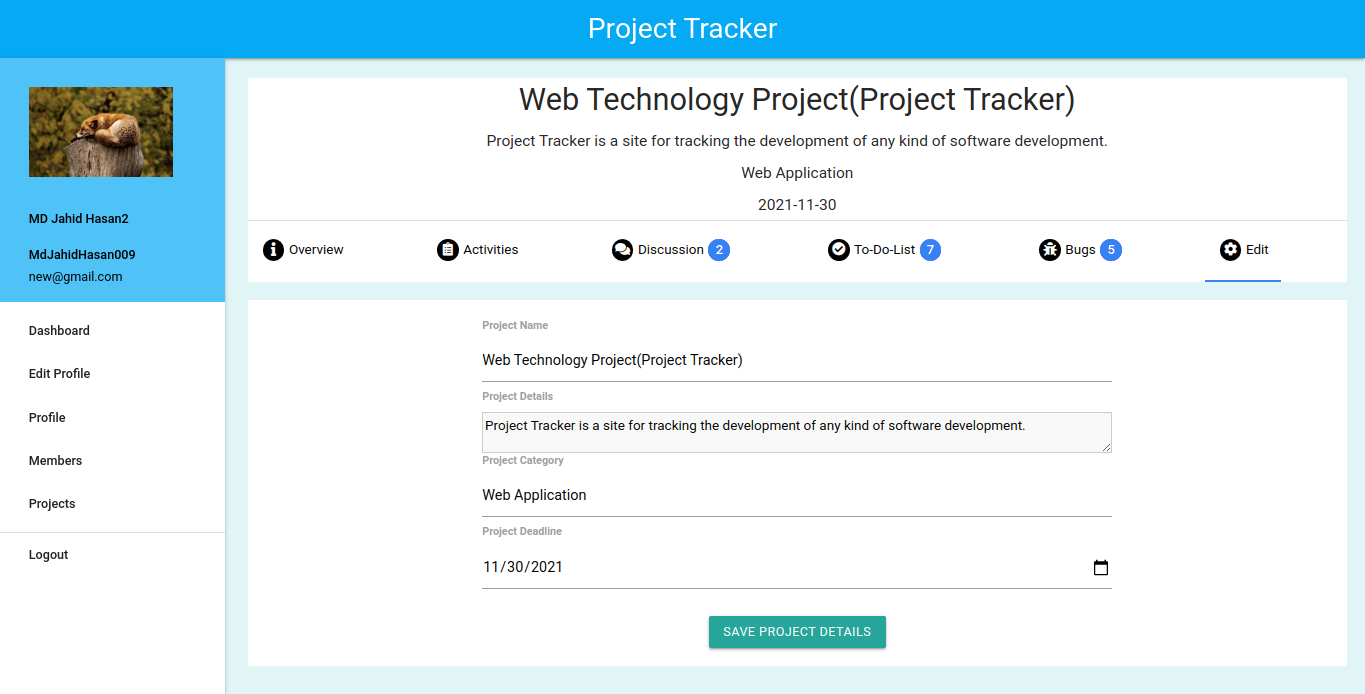 Project Tracker
MD Jahid Hasan2
MdJahidHasan009
new@gmail.com
Dashboard
Edit Profile
Profile
Members
Projects
Logout
Web Technology Project(Project Tracker)
Project Tracker is a site for tracking the development of any kind of software development.
Web Application
2021-11-30
Overview Activities Discussion 2 To-Do-List 7 Bugs 5 Edit
Project Name
Web Technology Project(Project Tracker)
Project Details
Project Tracker is a site for tracking the development of any kind of software development.
Project Category
Web Application
Project Deadline
11/30/2021
SAVE PROJECT DETAILS